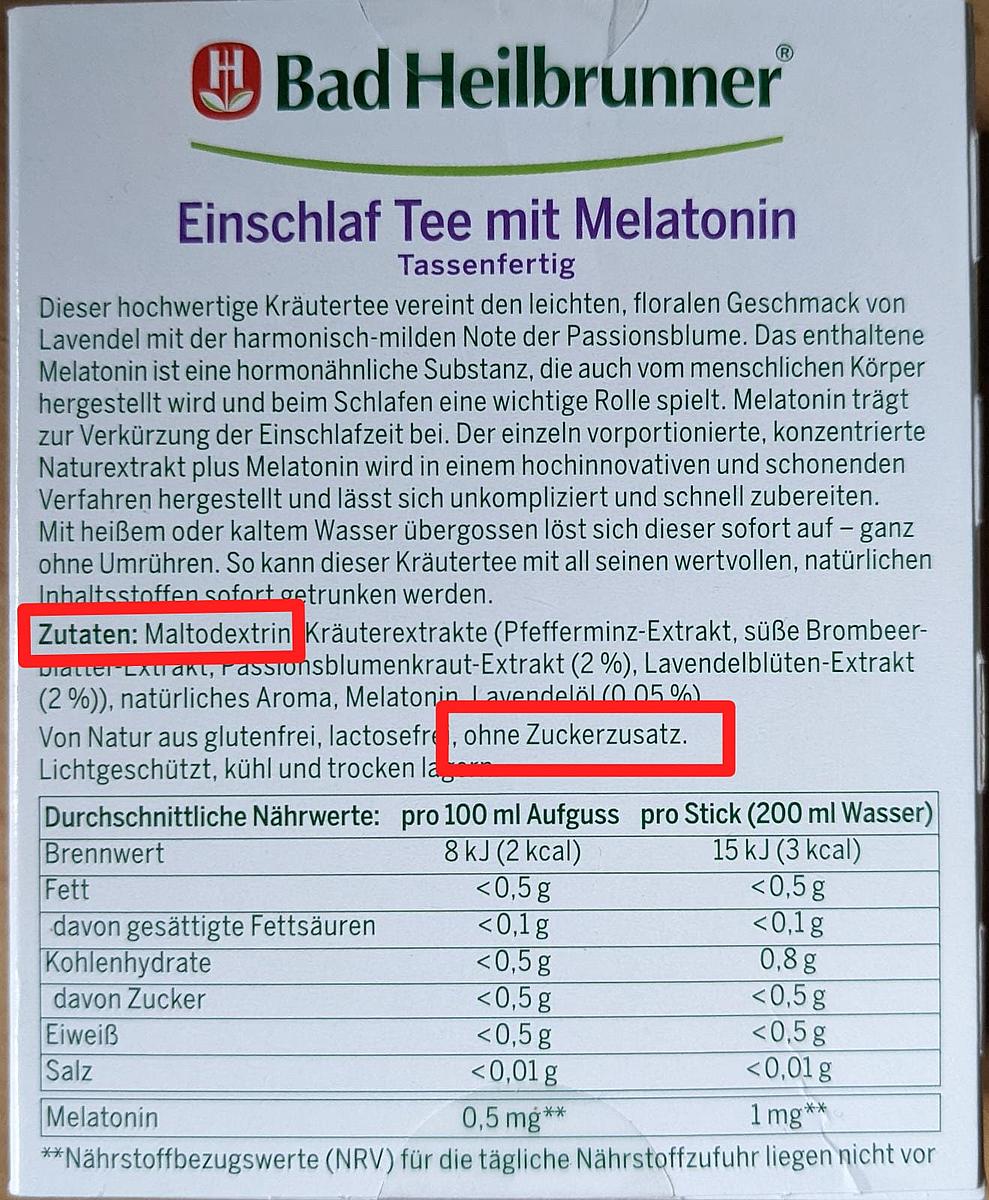 Bad Heilbrunner®
Einschlaf Tee mit Melatonin
Tassenfertig
Dieser hochwertige Kräutertee vereint den leichten, floralen Geschmack von
Lavendel mit der harmonisch-milden Note der Passionsblume. Das enthaltene
Melatonin ist eine hormonähnliche Substanz, die auch vom menschlichen Körper
hergestellt wird und beim Schlafen eine wichtige Rolle spielt. Melatonin trägt
zur Verkürzung der Einschlafzeit bei. Der einzeln vorportionierte, konzentrierte
Naturextrakt plus Melatonin wird in einem hochinnovativen und schonenden
Verfahren hergestellt und lässt sich unkompliziert und schnell zubereiten.
Mit heißem oder kaltem Wasser übergossen löst sich dieser sofort auf – ganz
ohne Umrühren. So kann dieser Kräutertee mit all seinen wertvollen, natürlichen
Inhaltsstoffen sofort getrunken werden.
Zutaten: Maltodextrin Kräuterextrakte (Pfefferminz-Extrakt, süße Brombeer-
blätter-Extrakt, Passionsblumenkraut-Extrakt (2 %), Lavendelblüten-Extrakt
(2 %)), natürliches Aroma, Melatonin, Lavendelöl (0,05 %)
Von Natur aus glutenfrei, lactosefrei, ohne Zuckerzusatz.
Lichtgeschützt, kühl und trocken lagern
Durchschnittliche Nährwerte: pro 100 ml Aufguss pro Stick (200 ml Wasser)
Brennwert 8 kJ (2 kcal) 15 kJ (3 kcal)
Fett <0,5 g <0,5 g
davon gesättigte Fettsäuren <0,1 g <0,1 g
Kohlenhydrate <0,5 g 0,8 g
davon Zucker <0,5 g <0,5 g
Eiweiß <0,5 g <0,5 g
Salz <0,01 g <0,01 g
Melatonin 0,5 mg** 1 mg**
**Nährstoffbezugswerte (NRV) für die tägliche Nährstoffzufuhr liegen nicht vor